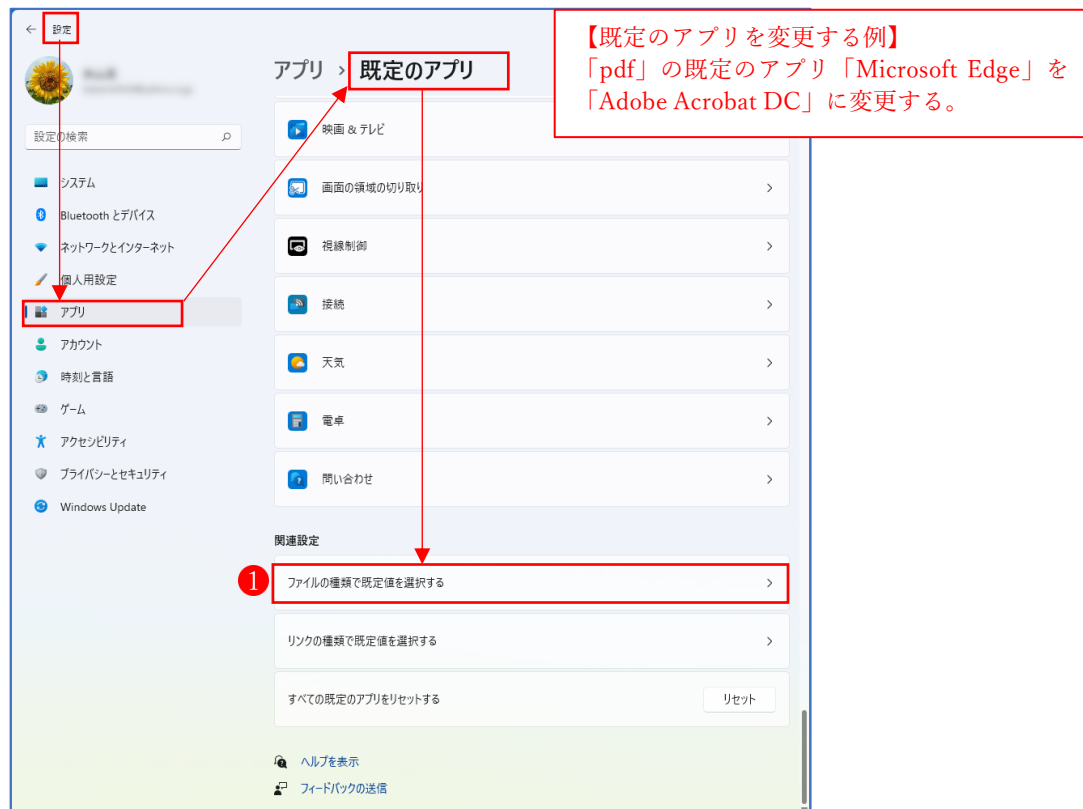 設定
【既定のアプリを変更する例】
「pdf」の既定のアプリ「Microsoft Edge」を
「Adobe Acrobat DC」に変更する。
アプリ › 既定のアプリ
設定の検索
システム
Bluetooth とデバイス
ネットワークとインターネット
個人用設定
アプリ
アカウント
時刻と言語
ゲーム
アクセシビリティ
プライバシーとセキュリティ
Windows Update
映画 & テレビ
画面の領域の切り取り
視線制御
接続
天気
電卓
問い合わせ
関連設定
1 ファイルの種類で既定値を選択する
リンクの種類で既定値を選択する
すべての既定のアプリをリセットする リセット
ヘルプを表示
フィードバックの送信